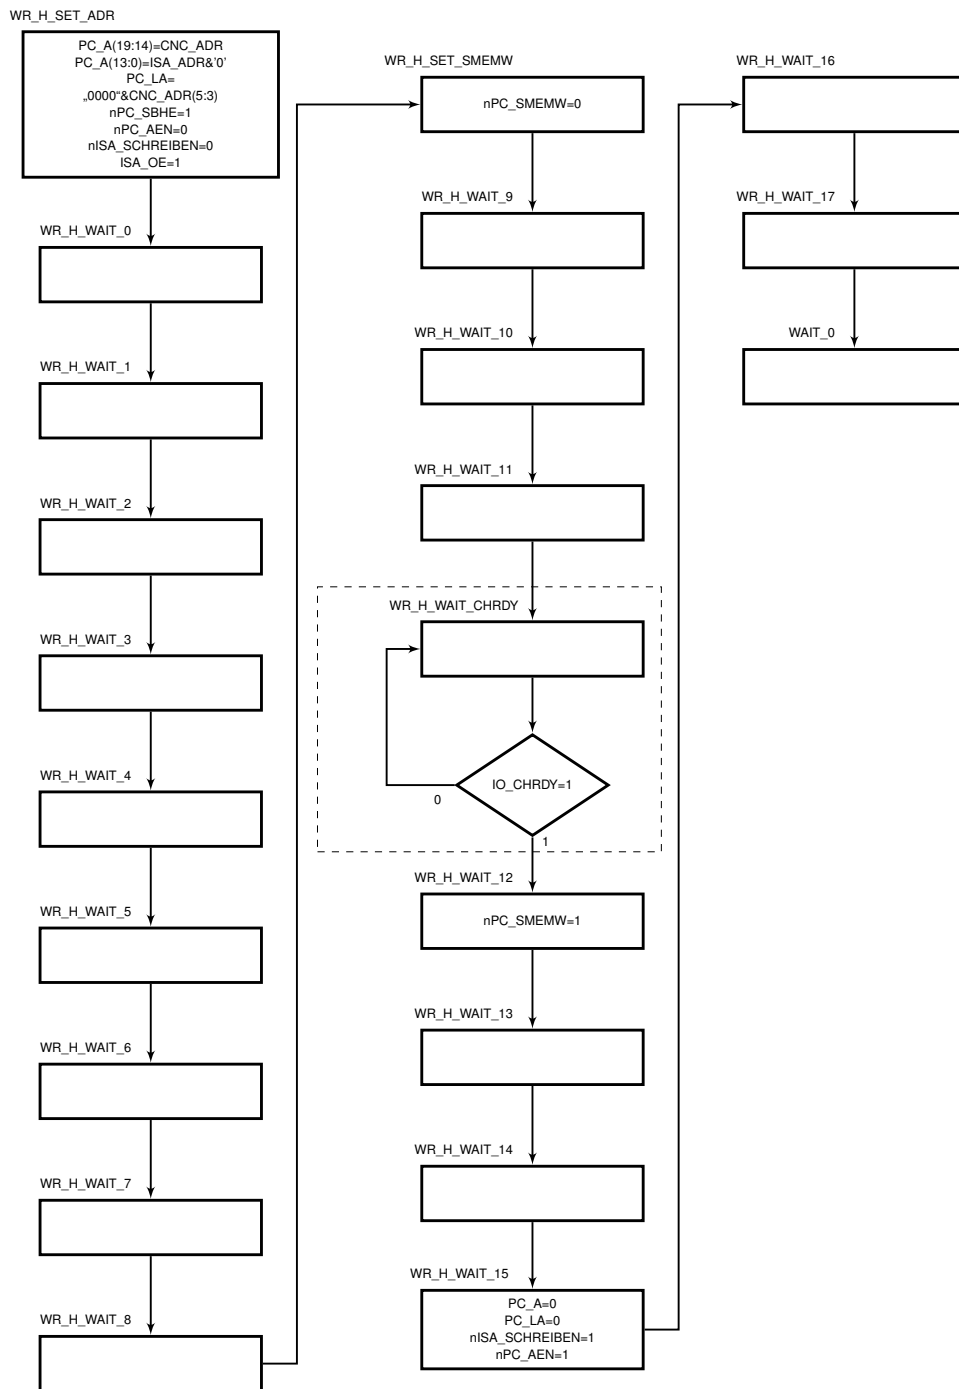 WR_H_SET_ADR
PC_A(19:14)=CNC_ADR
PC_A(13:0)=ISA_ADR&'0'
PC_LA=
„0000“&CNC_ADR(5:3)
nPC_SBHE=1
nPC_AEN=0
nISA_SCHREIBEN=0
ISA_OE=1
WR_H_WAIT_0
WR_H_WAIT_1
WR_H_WAIT_2
WR_H_WAIT_3
WR_H_WAIT_4
WR_H_WAIT_5
WR_H_WAIT_6
WR_H_WAIT_7
WR_H_WAIT_8
WR_H_SET_SMEMW
nPC_SMEMW=0
WR_H_WAIT_9
WR_H_WAIT_10
WR_H_WAIT_11
WR_H_WAIT_CHRDY
IO_CHRDY=1
0
1
WR_H_WAIT_12
nPC_SMEMW=1
WR_H_WAIT_13
WR_H_WAIT_14
WR_H_WAIT_15
PC_A=0
PC_LA=0
nISA_SCHREIBEN=1
nPC_AEN=1
WR_H_WAIT_16
WR_H_WAIT_17
WAIT_0